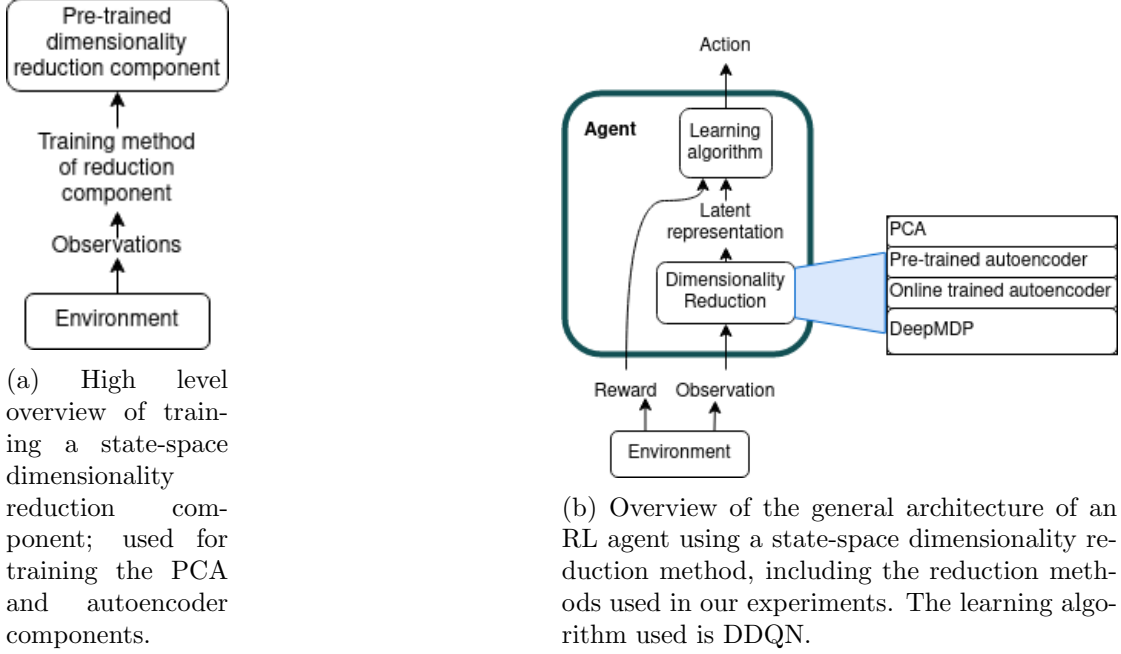 Pre-trained
dimensionality
reduction component
Training method
of reduction
component
Observations
Environment
(a) High level
overview of train-
ing a state-space
dimensionality
reduction com-
ponent; used for
training the PCA
and autoencoder
components.
Action
Agent
Learning
algorithm
Latent
representation
Dimensionality
Reduction
PCA
Pre-trained autoencoder
Online trained autoencoder
DeepMDP
Reward
Observation
Environment
(b) Overview of the general architecture of an
RL agent using a state-space dimensionality re-
duction method, including the reduction meth-
ods used in our experiments. The learning algo-
rithm used is DDQN.